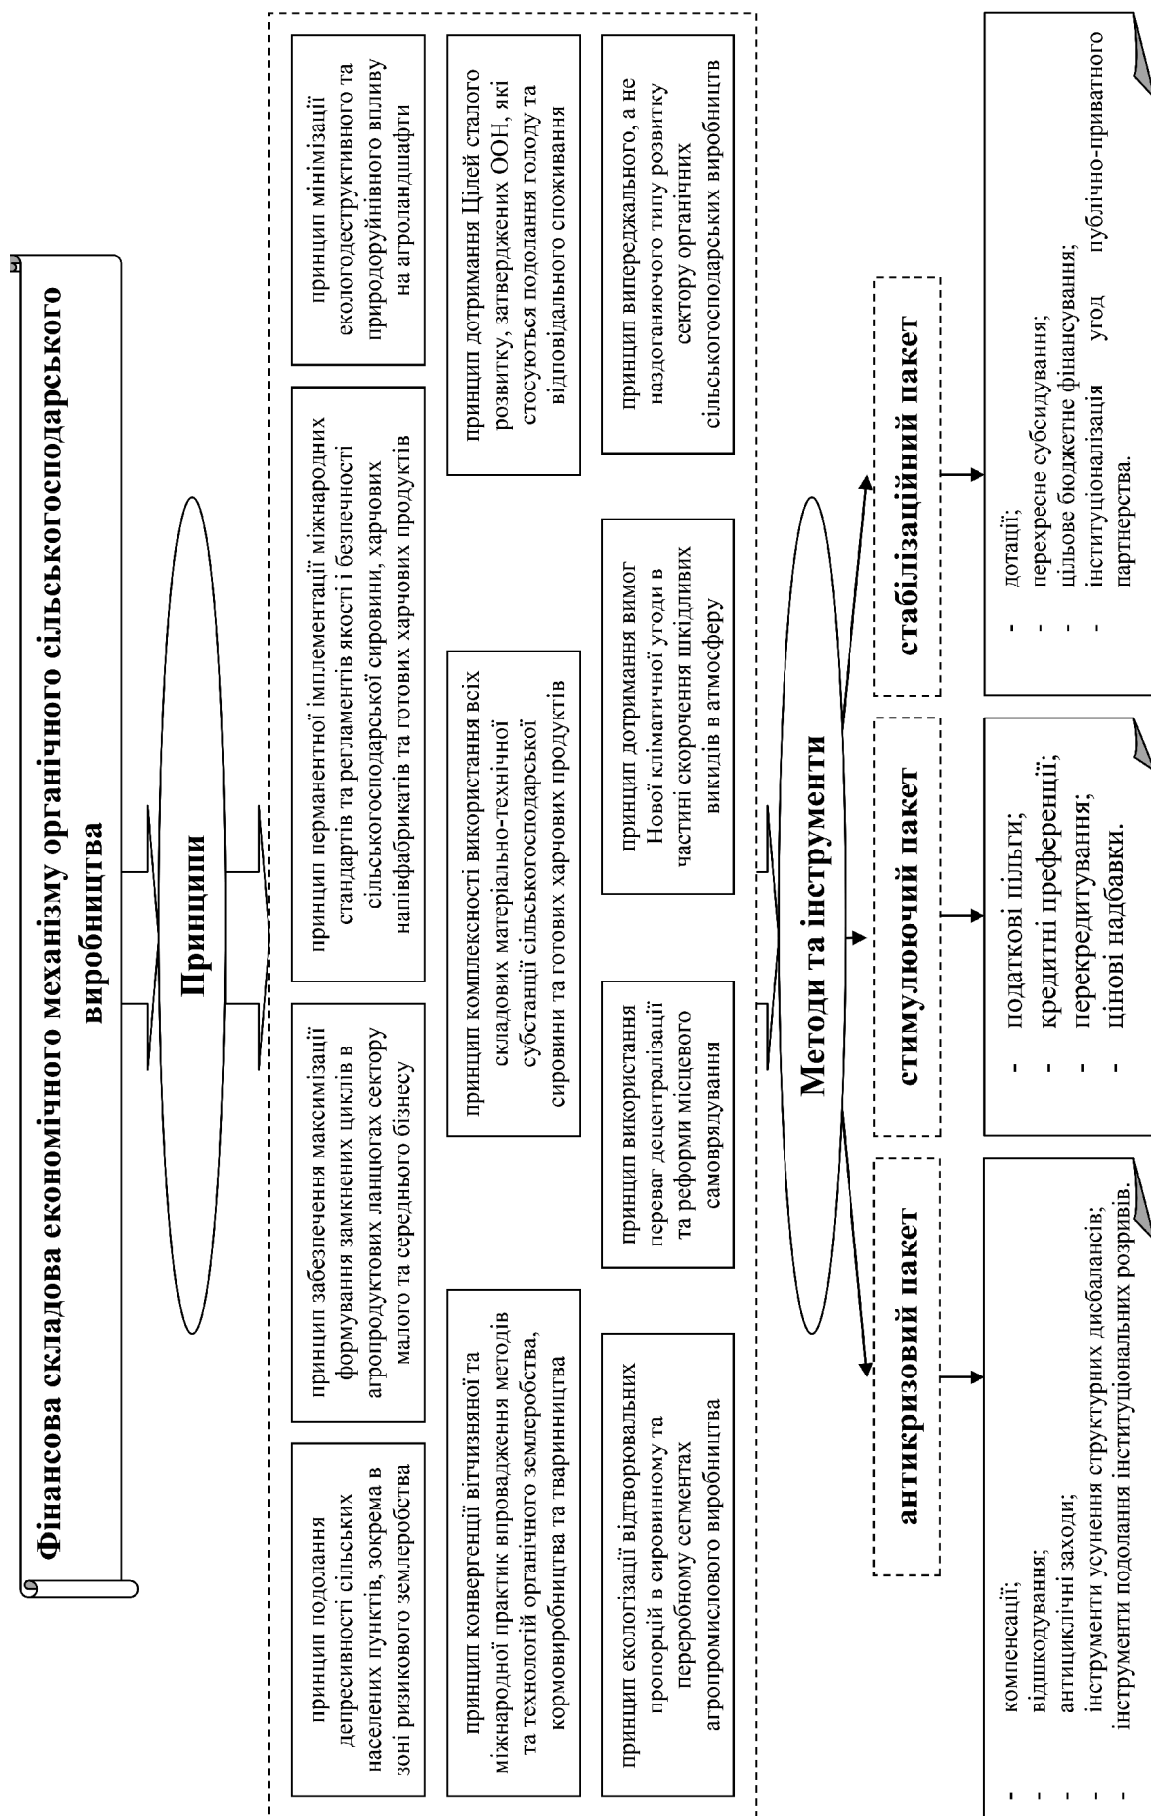 Фінансова складова економічного механізму органічного сільськогосподарського
виробництва
Принципи
принцип подолання
депресивності сільських
населених пунктів, зокрема в
зоні ризикового землеробства
принцип забезпечення максимізації
формування замкнених циклів в
агропродуктових ланцюгах сектору
малого та середнього бізнесу
принцип перманентної імплементації міжнародних
стандартів та регламентів якості і безпечності
сільськогосподарської сировини, харчових
напівфабрикатів та готових харчових продуктів
принцип мінімізації
екологодеструктивного та
природоруйнівного впливу
на агроландшафти
принцип конвергенції вітчизняної та
міжнародної практик впровадження методів
та технологій органічного землеробства,
кормовиробництва та тваринництва
принцип комплексності використання всіх
складових матеріально-технічної
субстанції сільськогосподарської
сировини та готових харчових продуктів
принцип дотримання Цілей сталого
розвитку, затверджених ООН, які
стосуються подолання голоду та
відповідального споживання
принцип екологізації відтворювальних
пропорцій в сировинному та
переробному сегментах
агропромислового виробництва
принцип використання
переваг децентралізації
та реформи місцевого
самоврядування
принцип дотримання вимог
Нової кліматичної угоди в
частині скорочення шкідливих
викидів в атмосферу
принцип випереджального, а не
наздоганяючого типу розвитку
сектору органічних
сільськогосподарських виробництв
Методи та інструменти
антикризовий пакет
стимулюючий пакет
стабілізаційний пакет
- компенсації;
- відшкодування;
- антициклічні заходи;
- інструменти усунення структурних дисбалансів;
- інструменти подолання інституціональних розривів.
- податкові пільги;
- кредитні преференції;
- перекредитування;
- цінові надбавки.
- дотації;
- перехресне субсидування;
- цільове бюджетне фінансування;
- інституціоналізація угод публічно-приватного
партнерства.